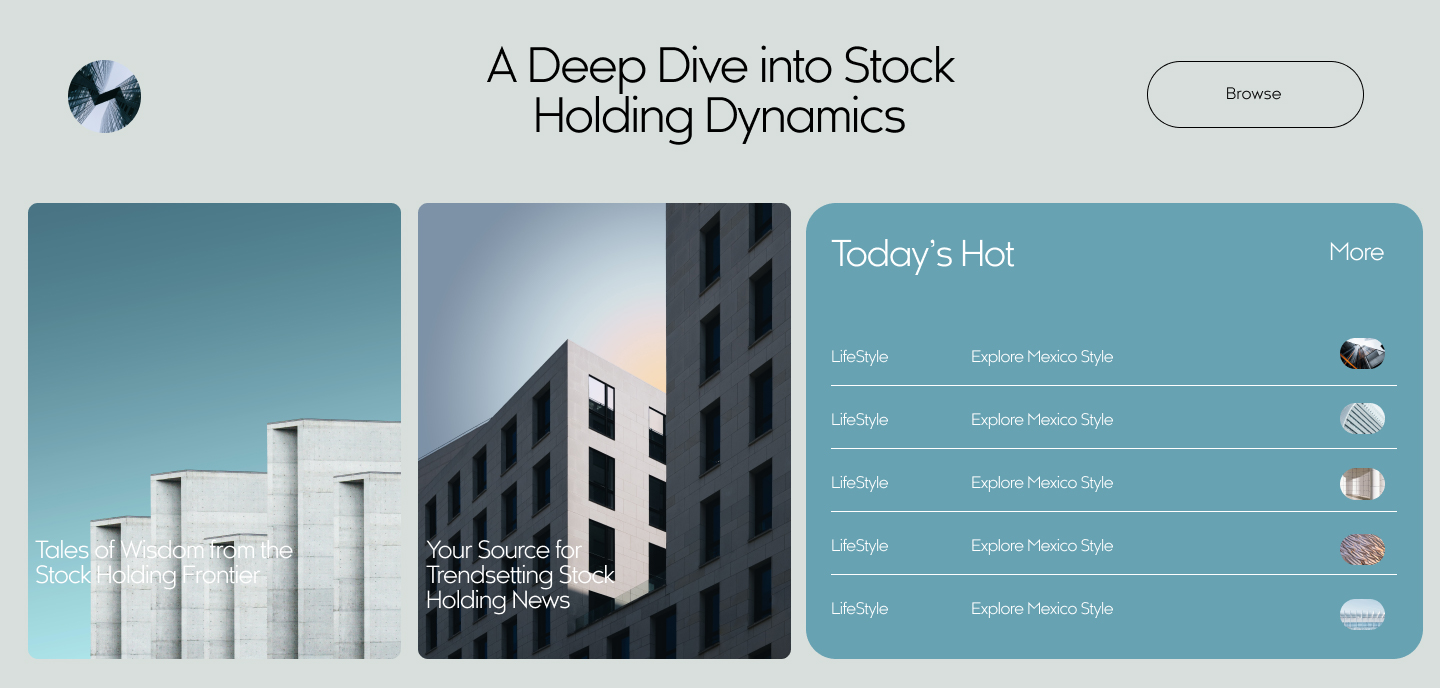 A Deep Dive into Stock
Holding Dynamics
Browse
Tales of Wisdom from the
Stock Holding Frontier
Your Source for
Trendsetting Stock
Holding News
Today's Hot
More
LifeStyle Explore Mexico Style
LifeStyle Explore Mexico Style
LifeStyle Explore Mexico Style
LifeStyle Explore Mexico Style
LifeStyle Explore Mexico Style